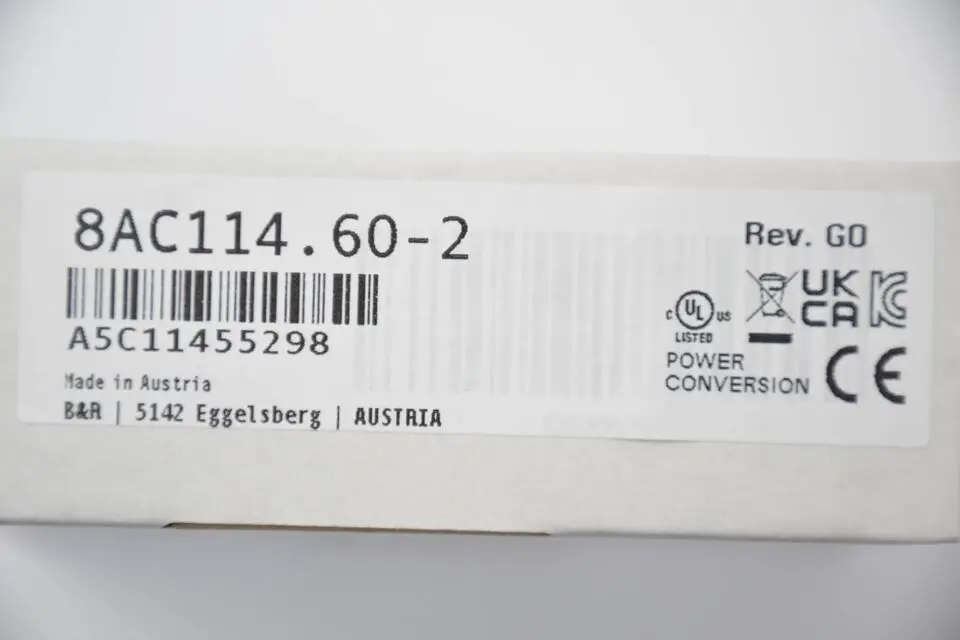 8AC114.60-2
Rev. G0
A5C11455298
Made in Austria
B&R | 5142 Eggelsberg | AUSTRIA
c UL us
LISTED
POWER
CONVERSION
UK
CA
KC
CE